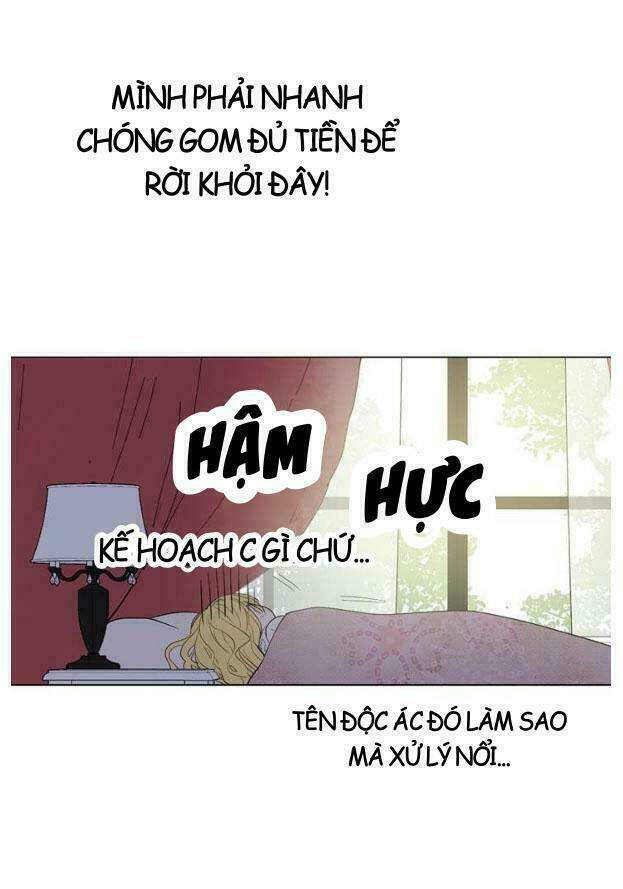 MÌNH PHẢI NHANH
CHÓNG GOM ĐỦ TIỀN ĐỂ
RỜI KHỎI ĐÂY!
HẬM
HỰC
KẾ HOẠCH C GÌ CHỨ...
TÊN ĐỘC ÁC ĐÓ LÀM SAO
MÀ XỬ LÝ NỔI...